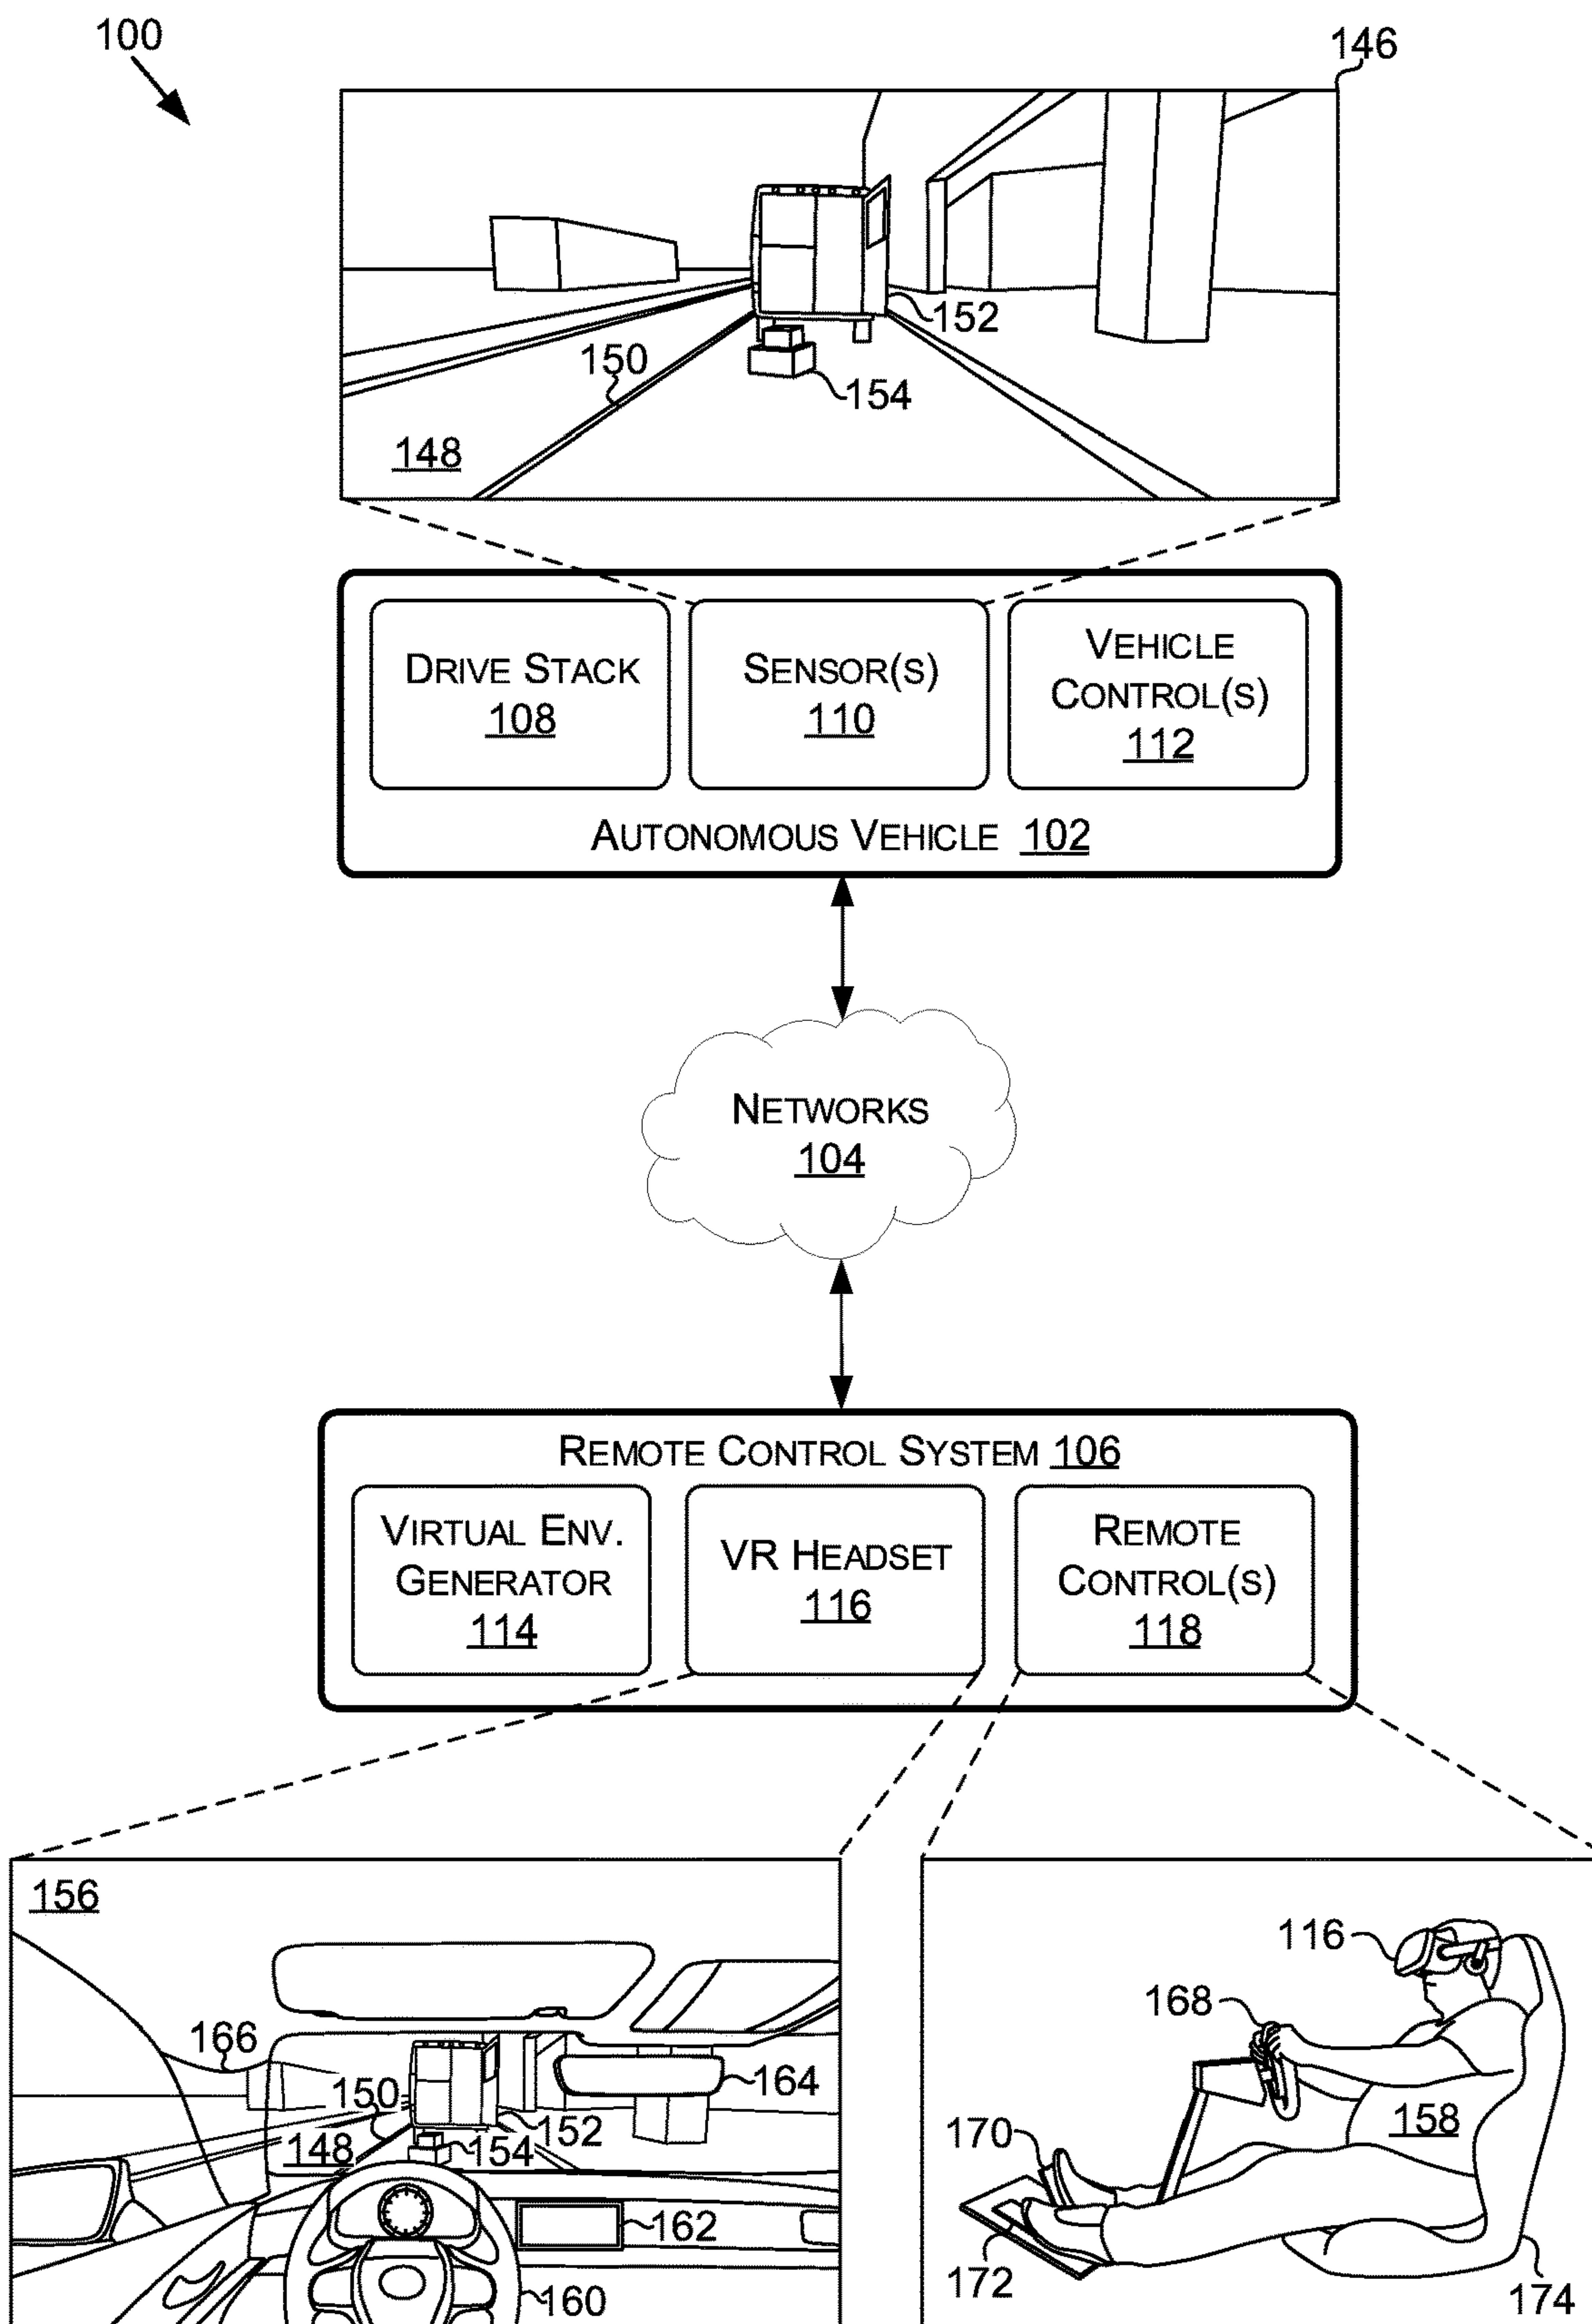 100
146
152
150
154
148
DRIVE STACK
108
SENSOR(S)
110
VEHICLE
CONTROL(S)
112
AUTONOMOUS VEHICLE 102
NETWORKS
104
REMOTE CONTROL SYSTEM 106
VIRTUAL ENV.
GENERATOR
114
VR HEADSET
116
REMOTE
CONTROL(S)
118
156
166
150
164
152
148
154
162
160
116
168
158
170
172
174